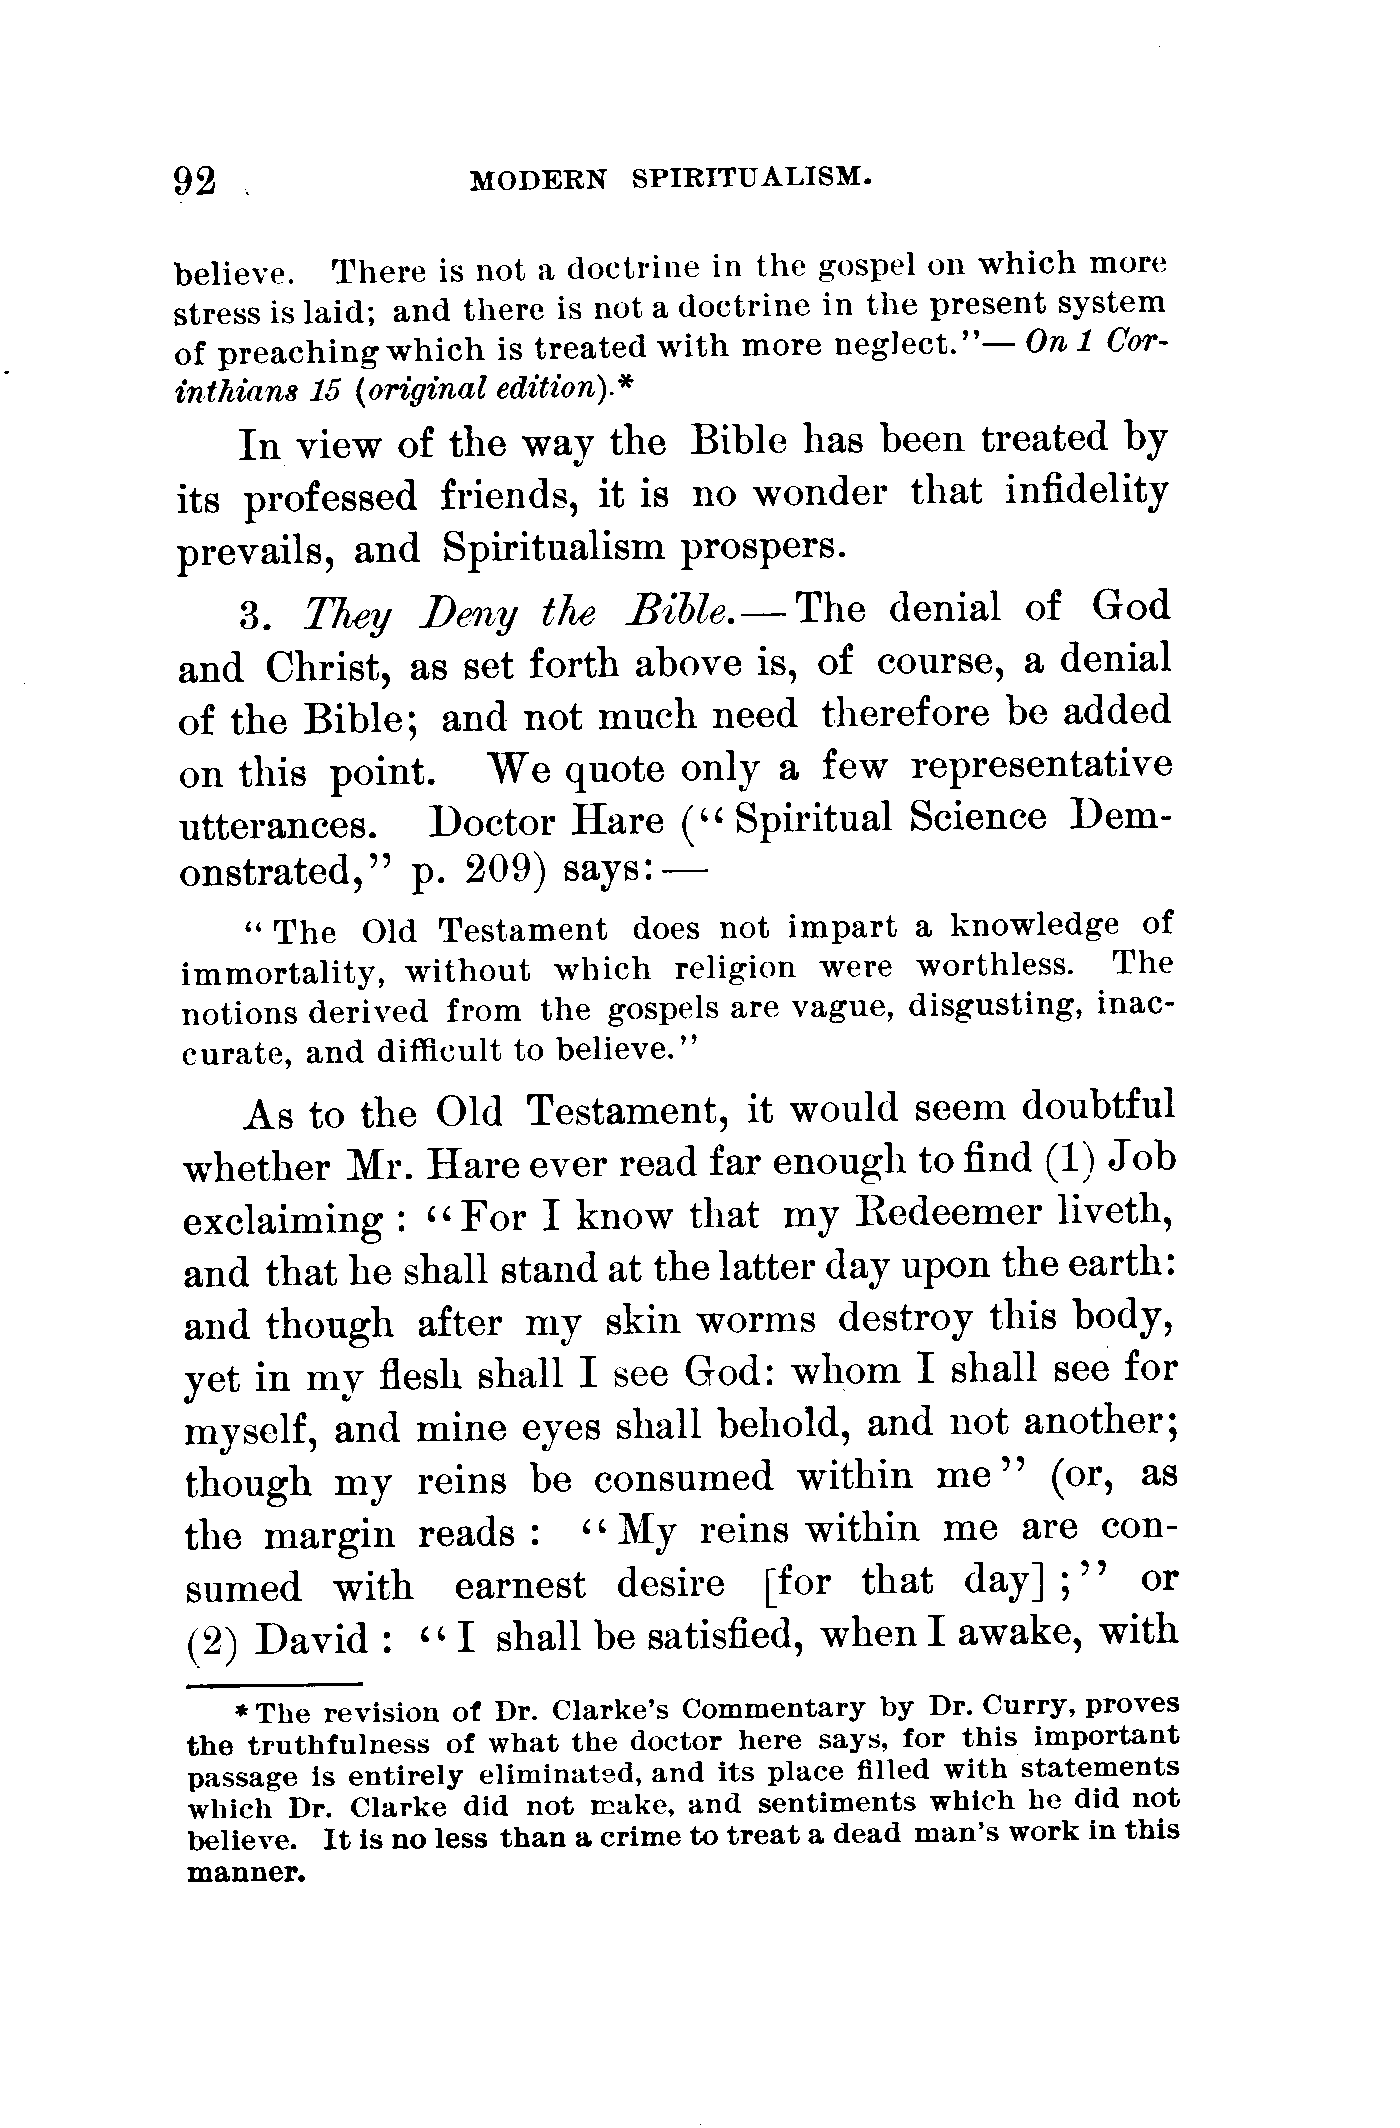 92 MODERN SPIRITUALISM.
believe. There is not a doctrine in the gospel on which more
stress is laid; and there is not a doctrine in the present system
of preaching which is treated with more neglect."— On 1 Cor-
inthians 15 (original edition).*
In view of the way the Bible has been treated by
its professed friends, it is no wonder that infidelity
prevails, and Spiritualism prospers.
3. They Deny the Bible.— The denial of God
and Christ, as set forth above is, of course, a denial
of the Bible; and not much need therefore be added
on this point. We quote only a few representative
utterances. Doctor Hare ("Spiritual Science Dem-
onstrated," p. 209) says: —
"The Old Testament does not impart a knowledge of
immortality, without which religion were worthless. The
notions derived from the gospels are vague, disgusting, inac-
curate, and difficult to believe."
As to the Old Testament, it would seem doubtful
whether Mr. Hare ever read far enough to find (1) Job
exclaiming : "For I know that my Redeemer liveth,
and that he shall stand at the latter day upon the earth:
and though after my skin worms destroy this body,
yet in my flesh shall I see God: whom I shall see for
myself, and mine eyes shall behold, and not another;
though my reins be consumed within me" (or, as
the margin reads : "My reins within me are con-
sumed with earnest desire [for that day] ;" or
(2) David : "I shall be satisfied, when I awake, with
* The revision of Dr. Clarke's Commentary by Dr. Curry, proves
the truthfulness of what the doctor here says, for this important
passage is entirely eliminated, and its place filled with statements
which Dr. Clarke did not make, and sentiments which he did not
believe. It is no less than a crime to treat a dead man's work in this
manner.